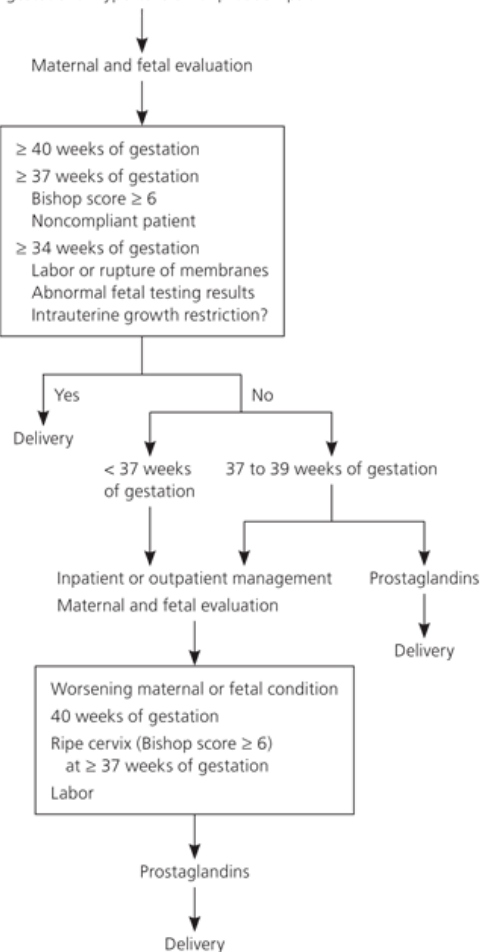 Maternal and fetal evaluation
≥ 40 weeks of gestation
≥ 37 weeks of gestation
Bishop score ≥ 6
Noncompliant patient
≥ 34 weeks of gestation
Labor or rupture of membranes
Abnormal fetal testing results
Intrauterine growth restriction?
Yes
No
Delivery
< 37 weeks
of gestation
37 to 39 weeks of gestation
Inpatient or outpatient management
Maternal and fetal evaluation
Prostaglandins
Delivery
Worsening maternal or fetal condition
40 weeks of gestation
Ripe cervix (Bishop score ≥ 6)
at ≥ 37 weeks of gestation
Labor
Prostaglandins
Delivery